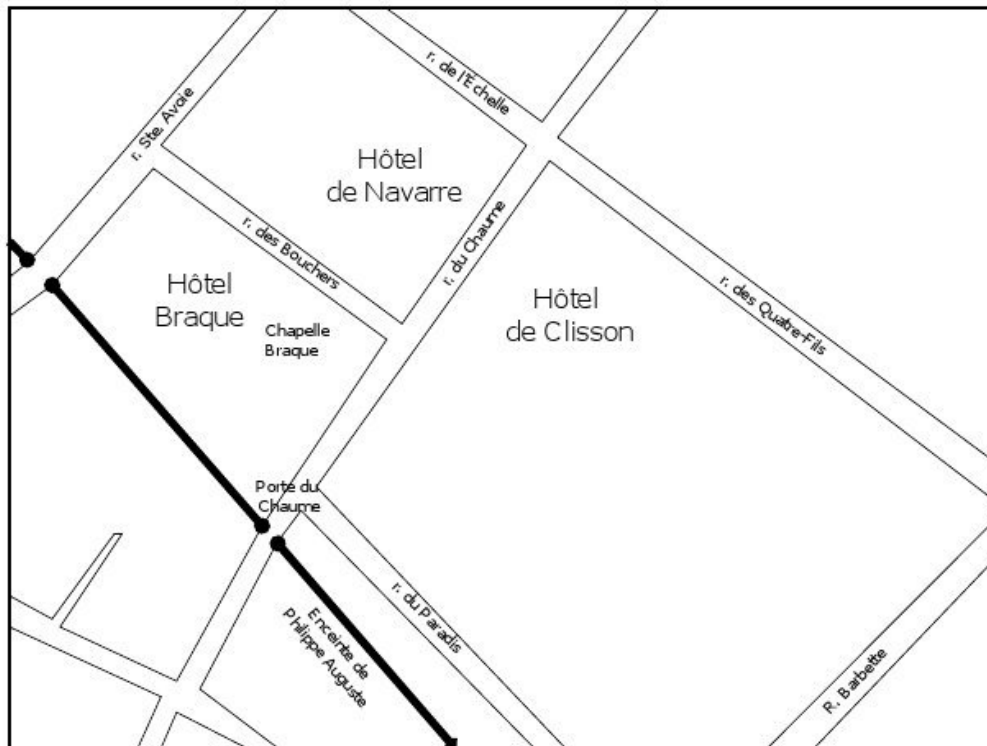 r. de l'Échelle
r. Ste. Avoie
Hôtel
de Navarre
r. des Bouchers
r. du Chaume
Hôtel
Braque
Chapelle
Braque
Hôtel
de Clisson
r. des Quatre-Fils
Porte du
Chaume
r. du Paradis
Enceinte de
Philippe Auguste
R. Barbette